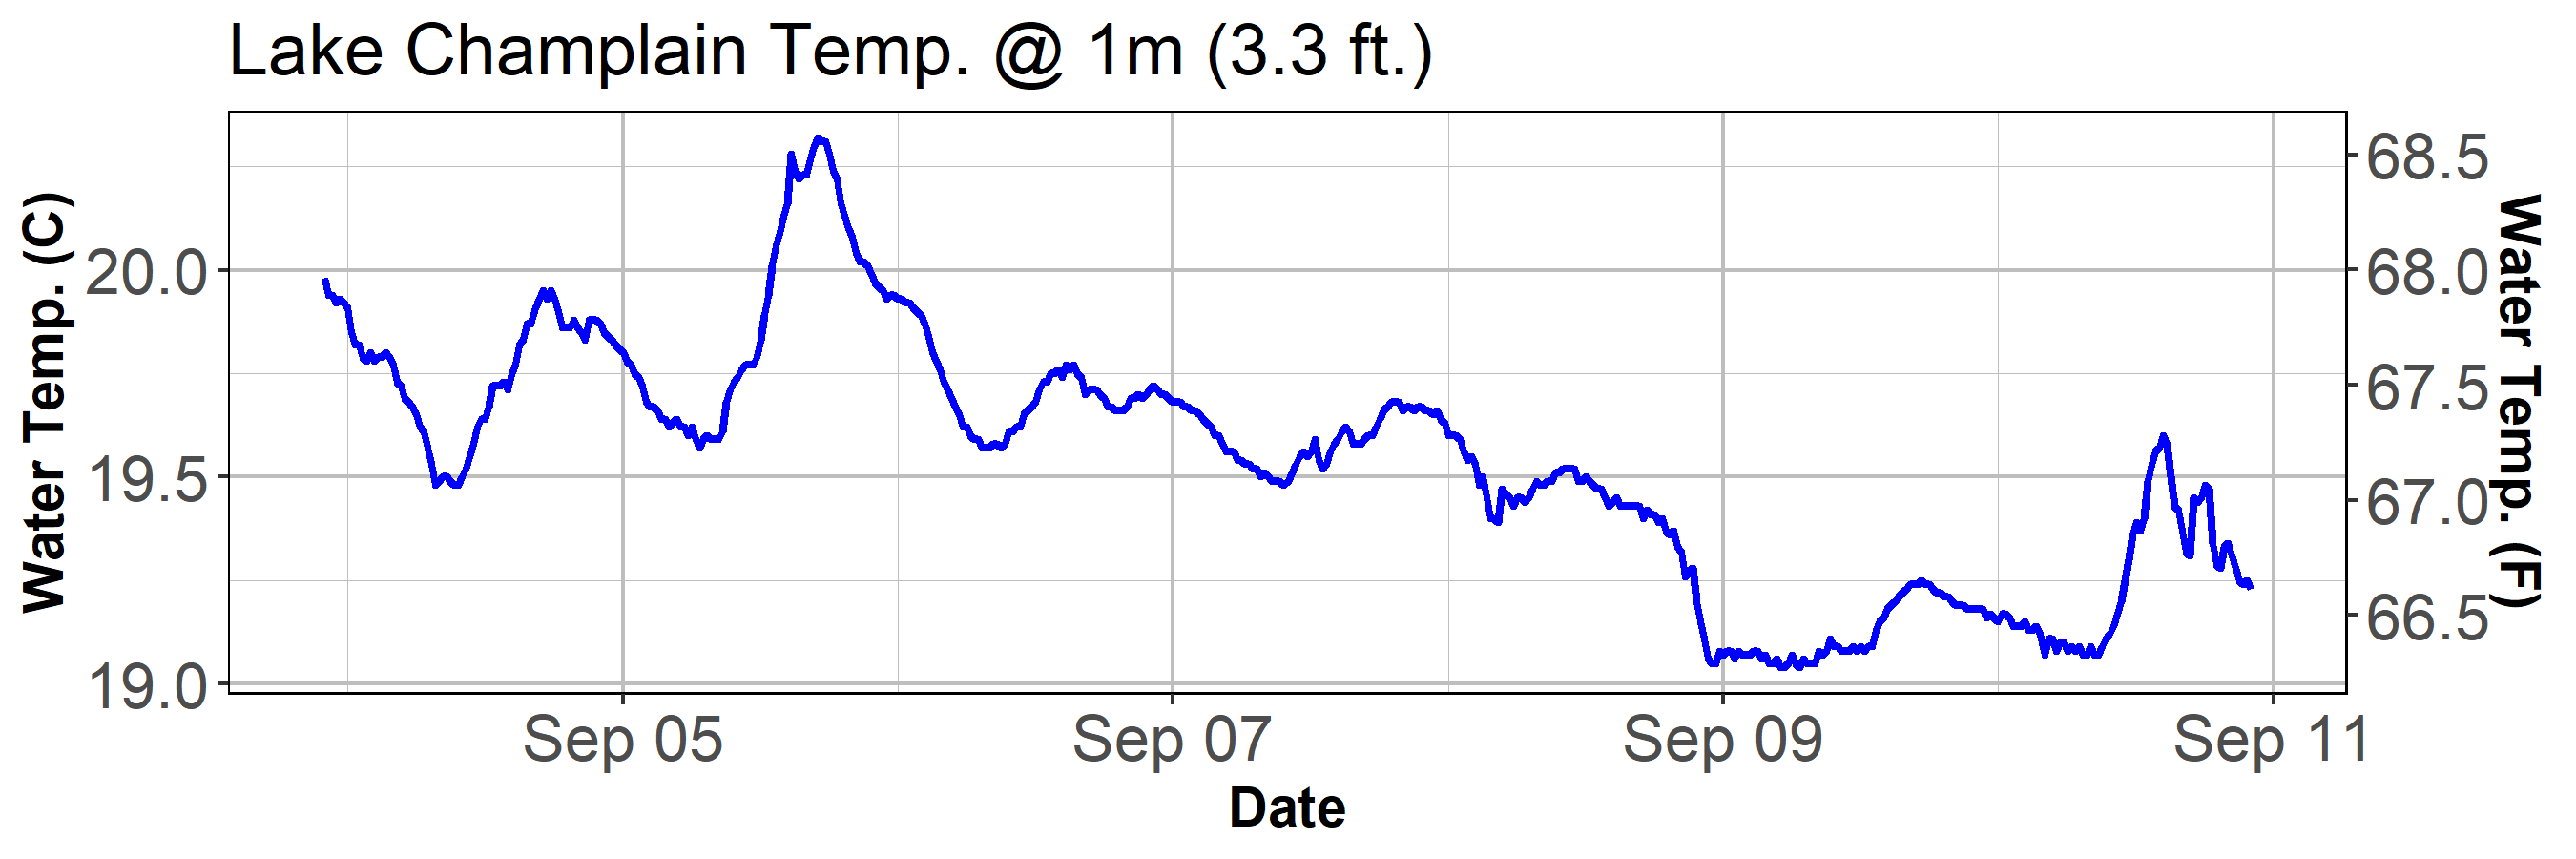 Lake Champlain Temp. @ 1m (3.3 ft.)
Water Temp. (C)
20.0
19.5
19.0
68.5
68.0
67.5
67.0
66.5
Water Temp. (F)
Sep 05 Sep 07 Sep 09 Sep 11
Date